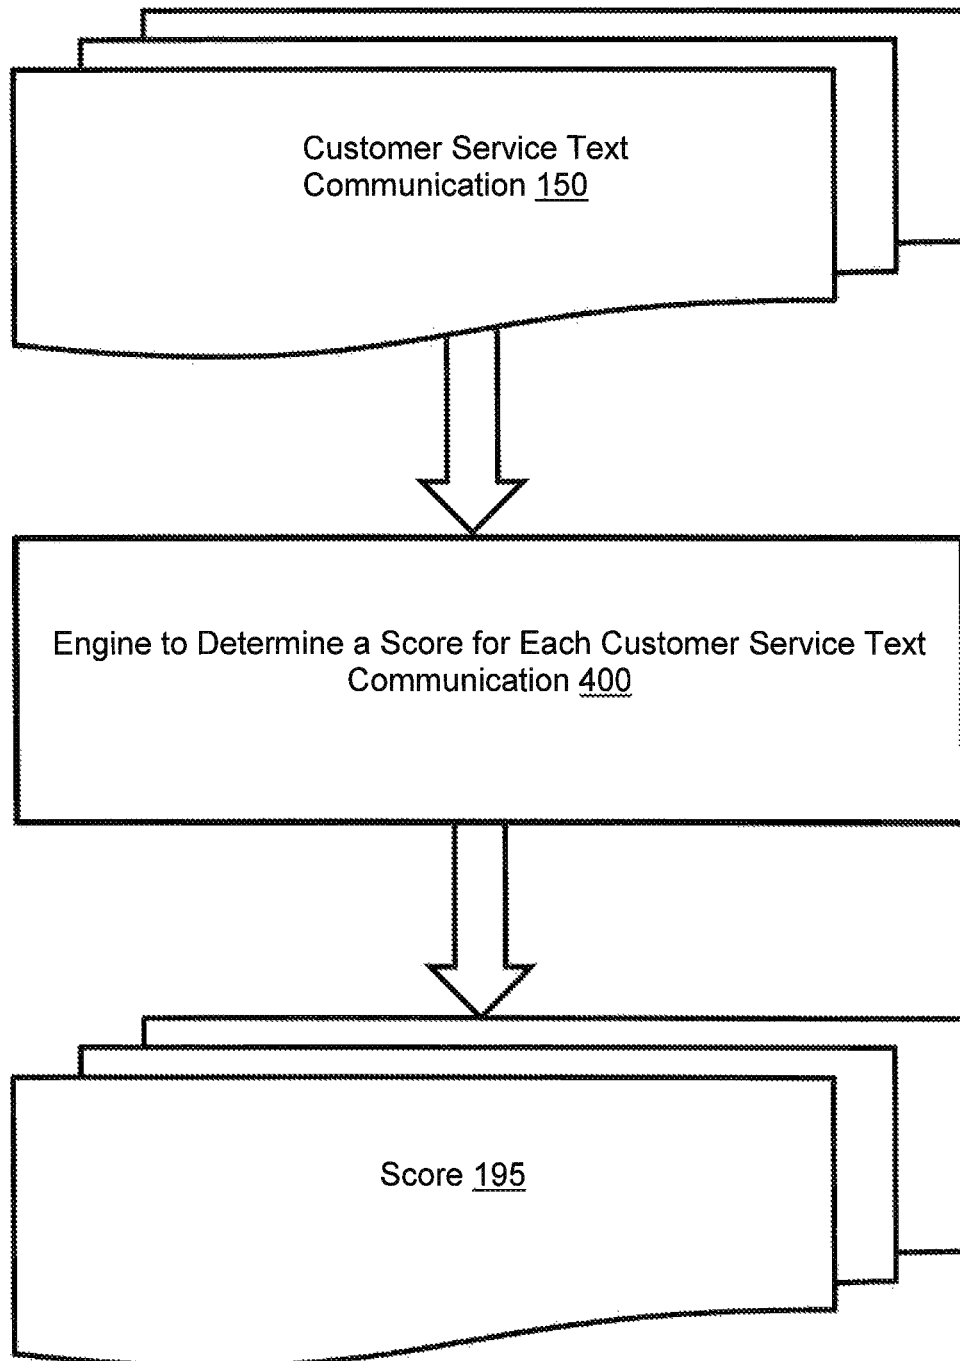 Customer Service Text
Communication 150
Engine to Determine a Score for Each Customer Service Text
Communication 400
Score 195